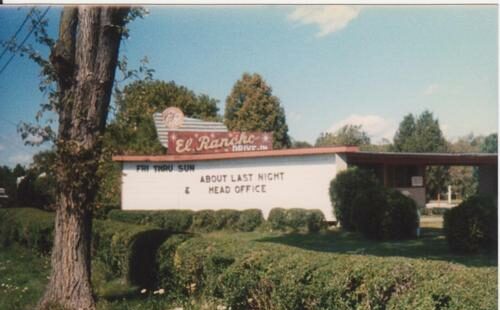 El Rancho
DRIVE-IN
FRI THRU SUN
ABOUT LAST NIGHT
& HEAD OFFICE